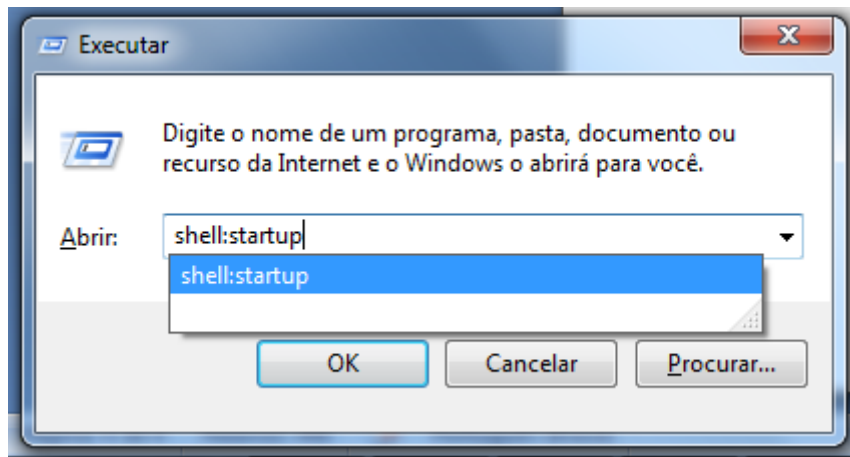 Executar
Digite o nome de um programa, pasta, documento ou
recurso da Internet e o Windows o abrirá para você.
Abrir: shell:startup
shell:startup
OK Cancelar Procurar...